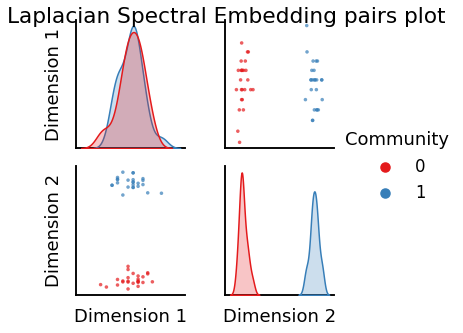 Laplacian Spectral Embedding pairs plot
Dimension 1
Community
0
1
Dimension 2
Dimension 1
Dimension 2